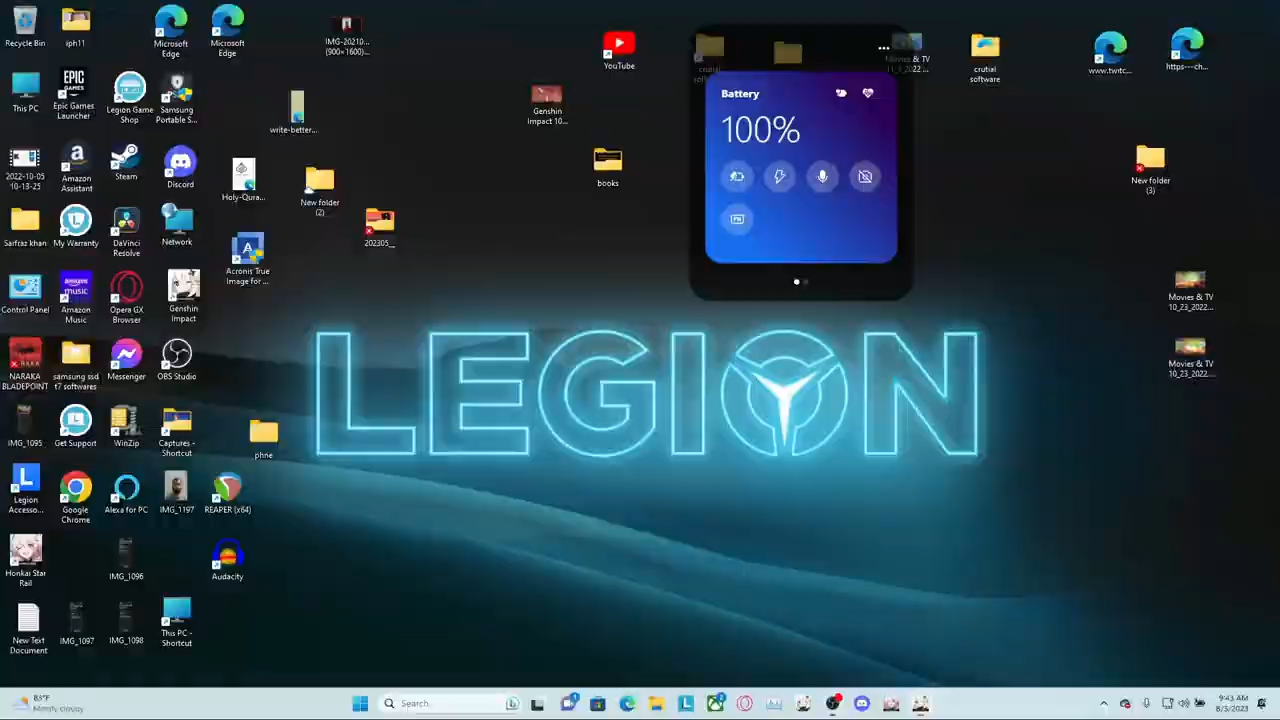 Recycle Bin
iph11
Microsoft
Edge
Microsoft
Edge
IMG-20210...
(900×1600)...
YouTube
crutial
Movies & TV
11_3_2022 ...
crutial
software
www.twitc...
https---ch...
This PC
EPIC
GAMES
Epic Games
Launcher
Legion Game
Shop
Samsung
Portable S...
write-better...
Genshin
Impact 10...
Battery
100%
2022-10-05
10-13-25
Amazon
Assistant
Steam
Discord
Holy-Qura...
New folder
(2)
books
New folder
(3)
Sarfraz khan
My Warranty
DaVinci
Resolve
Network
Acronis True
Image for ...
202305_...
Control Panel
music
Amazon
Music
Opera GX
Browser
Genshin
Impact
Movies & TV
10_23_2022...
NARAKA
BLADEPOINT
samsung ssd
t7 softwares
Messenger
OBS Studio
Movies & TV
10_23_2022...
LEGION
IMG_1095
Get Support
WinZip
Captures -
Shortcut
phne
L
Legion
Accesso...
Google
Chrome
Alexa for PC
IMG_1197
REAPER (x64)
Honkai Star
Rail
IMG_1096
Audacity
New Text
Document
IMG_1097
IMG_1098
This PC -
Shortcut
83°F
Mostly cloudy
Search
9:43 AM
8/3/2023